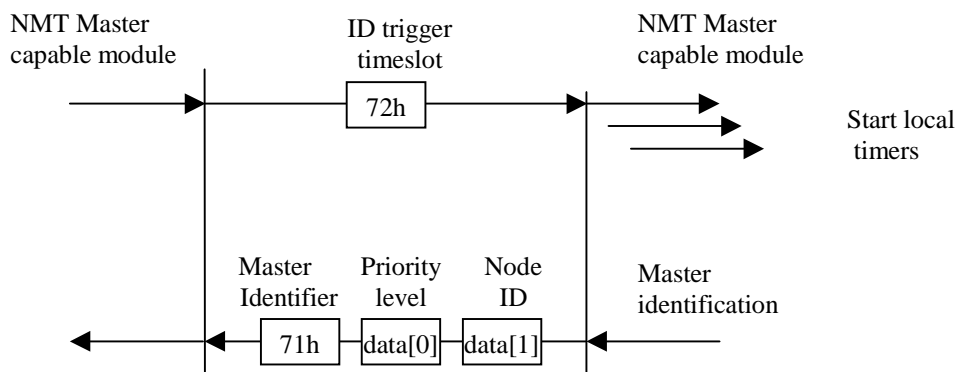 NMT Master
capable module
ID trigger
timeslot
NMT Master
capable module
72h
Start local
timers
Master
Identifier
Priority
level
Node
ID
Master
identification
71h
data[0]
data[1]